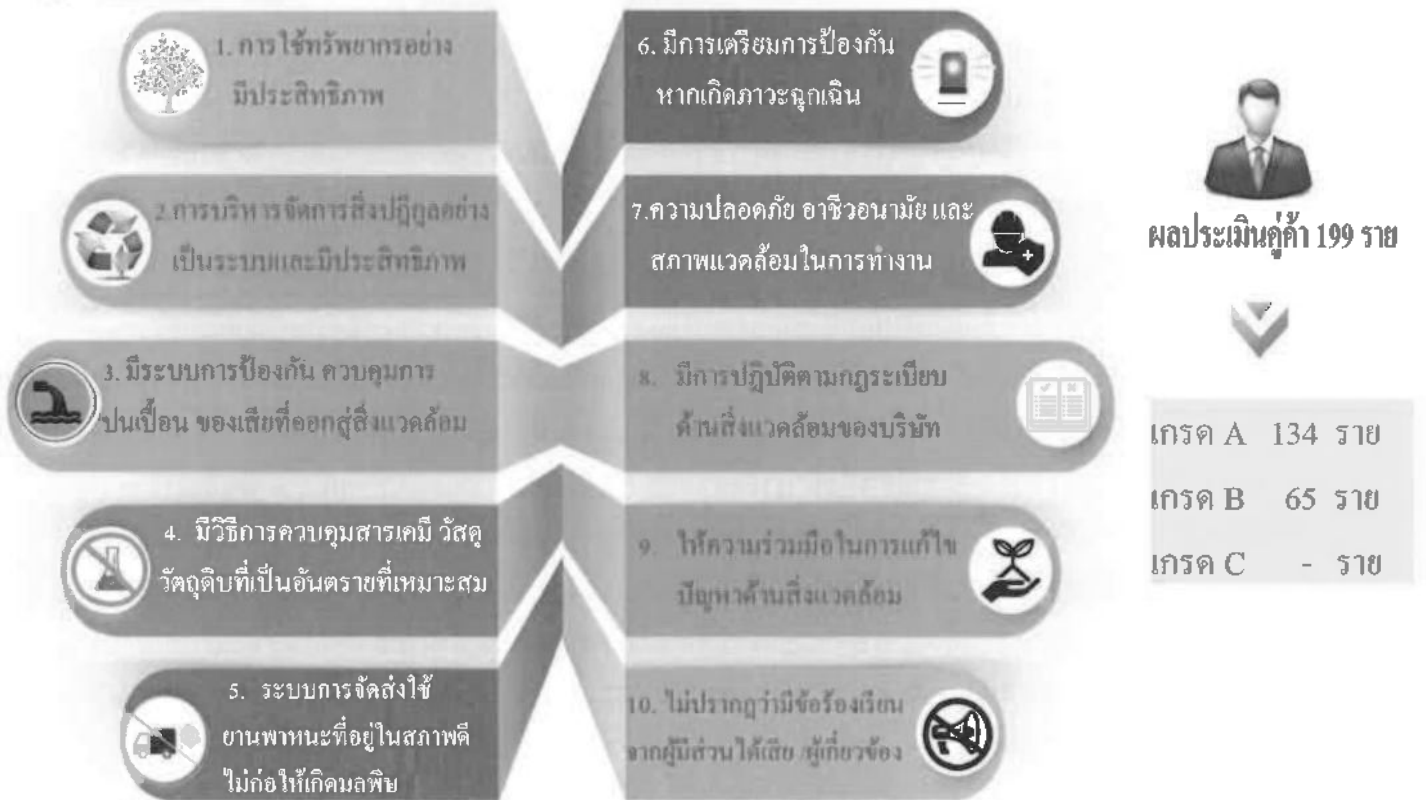 1. การใช้ทรัพยากรอย่าง
มีประสิทธิภาพ
2.การบริหารจัดการสิ่งปฎิกูลอย่าง
เป็นระบบและมีประสิทธิภาพ
3. มีระบบการป้องกัน ควบคุมการ
ปนเปื้อน ของเสียที่ออกสู่สิ่งแวดล้อม
4. มีวิธีการควบคุมสารเคมี วัสดุ
วัตถุดิบที่เป็นอันตรายที่เหมาะสม
5. ระบบการจัดส่งใช้
ยานพาหนะที่อยู่ในสภาพดี
ไม่ก่อให้เกิดมลพิษ
6. มีการเตรียมการป้องกัน
หากเกิดภาวะฉุกเฉิน
7.ความปลอดภัย อาชีวอนามัย และ
สภาพแวดล้อมในการทำงาน
8. มีการปฎิบัติตามกฎระเบียบ
ด้านสิ่งแวดล้อมของบริษัท
9. ให้ความร่วมมือในการแก้ไข
ปัญหาด้านสิ่งแวดล้อม
10. ไม่ปรากฎว่ามีข้อร้องเรียน
จากผู้มีส่วนได้เสีย /ผู้เกี่ยวข้อง
ผลประเมินคู่ค้า 199 ราย
เกรด A 134 ราย
เกรด B 65 ราย
เกรด C - ราย